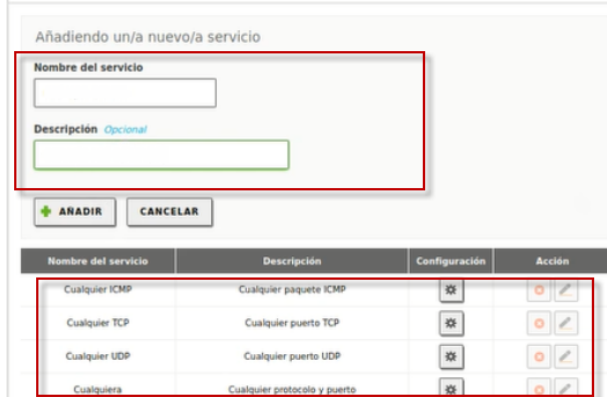 Añadiendo un/a nuevo/a servicio
Nombre del servicio
Descripción Opcional
AÑADIR CANCELAR
Nombre del servicio Descripción Configuración Acción
Cualquier ICMP Cualquier paquete ICMP
Cualquier TCP Cualquier puerto TCP
Cualquier UDP Cualquier puerto UDP
Cualquiera Cualquier protocolo y puerto